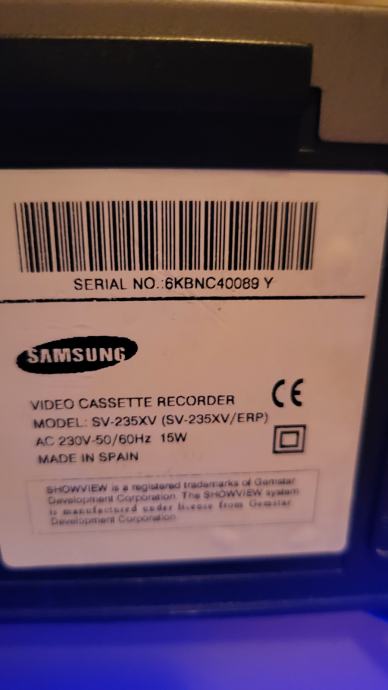 SERIAL NO.:6KBNC40089 Y
SAMSUNG
VIDEO CASSETTE RECORDER
MODEL: SV-235XV (SV-235XV/ERP)
AC 230V-50/60Hz 15W
MADE IN SPAIN
CE
SHOWVIEW is a registered trademarks of Gemstar
Development Corporation. The SHOWVIEW system
is manufactured under license from Gemstar
Development Corporation.